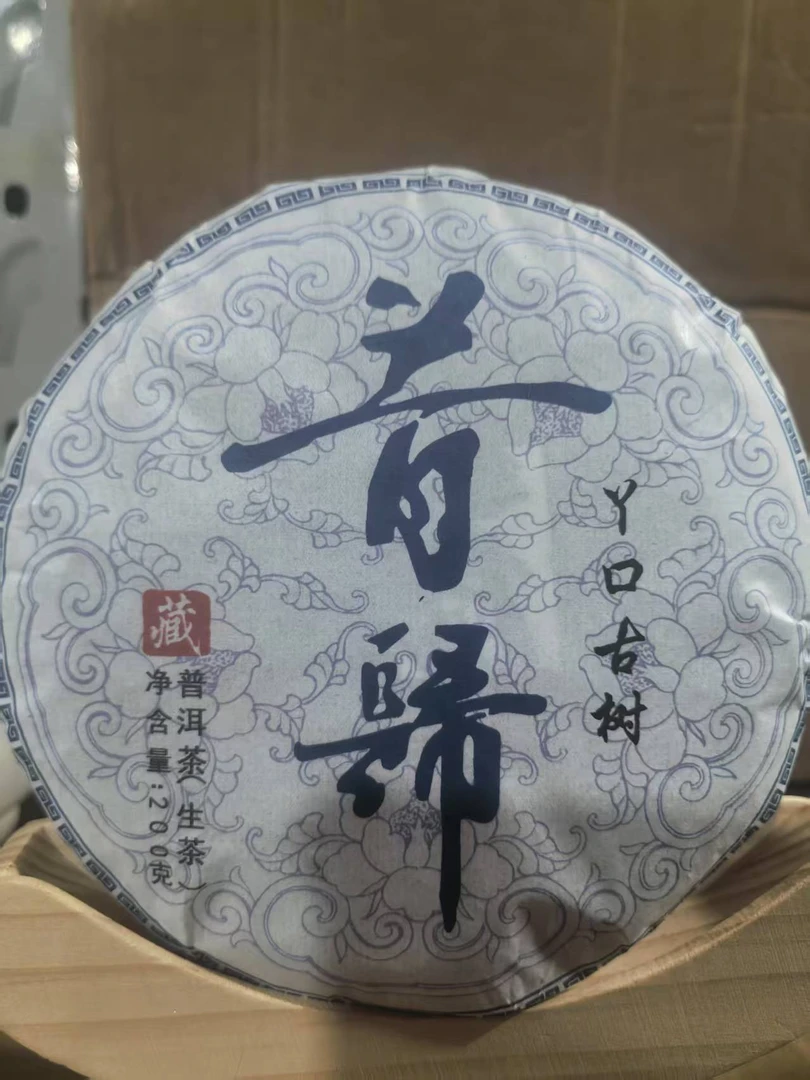 昔歸
丫口古树
藏
普洱茶(生茶)
净含量:200克